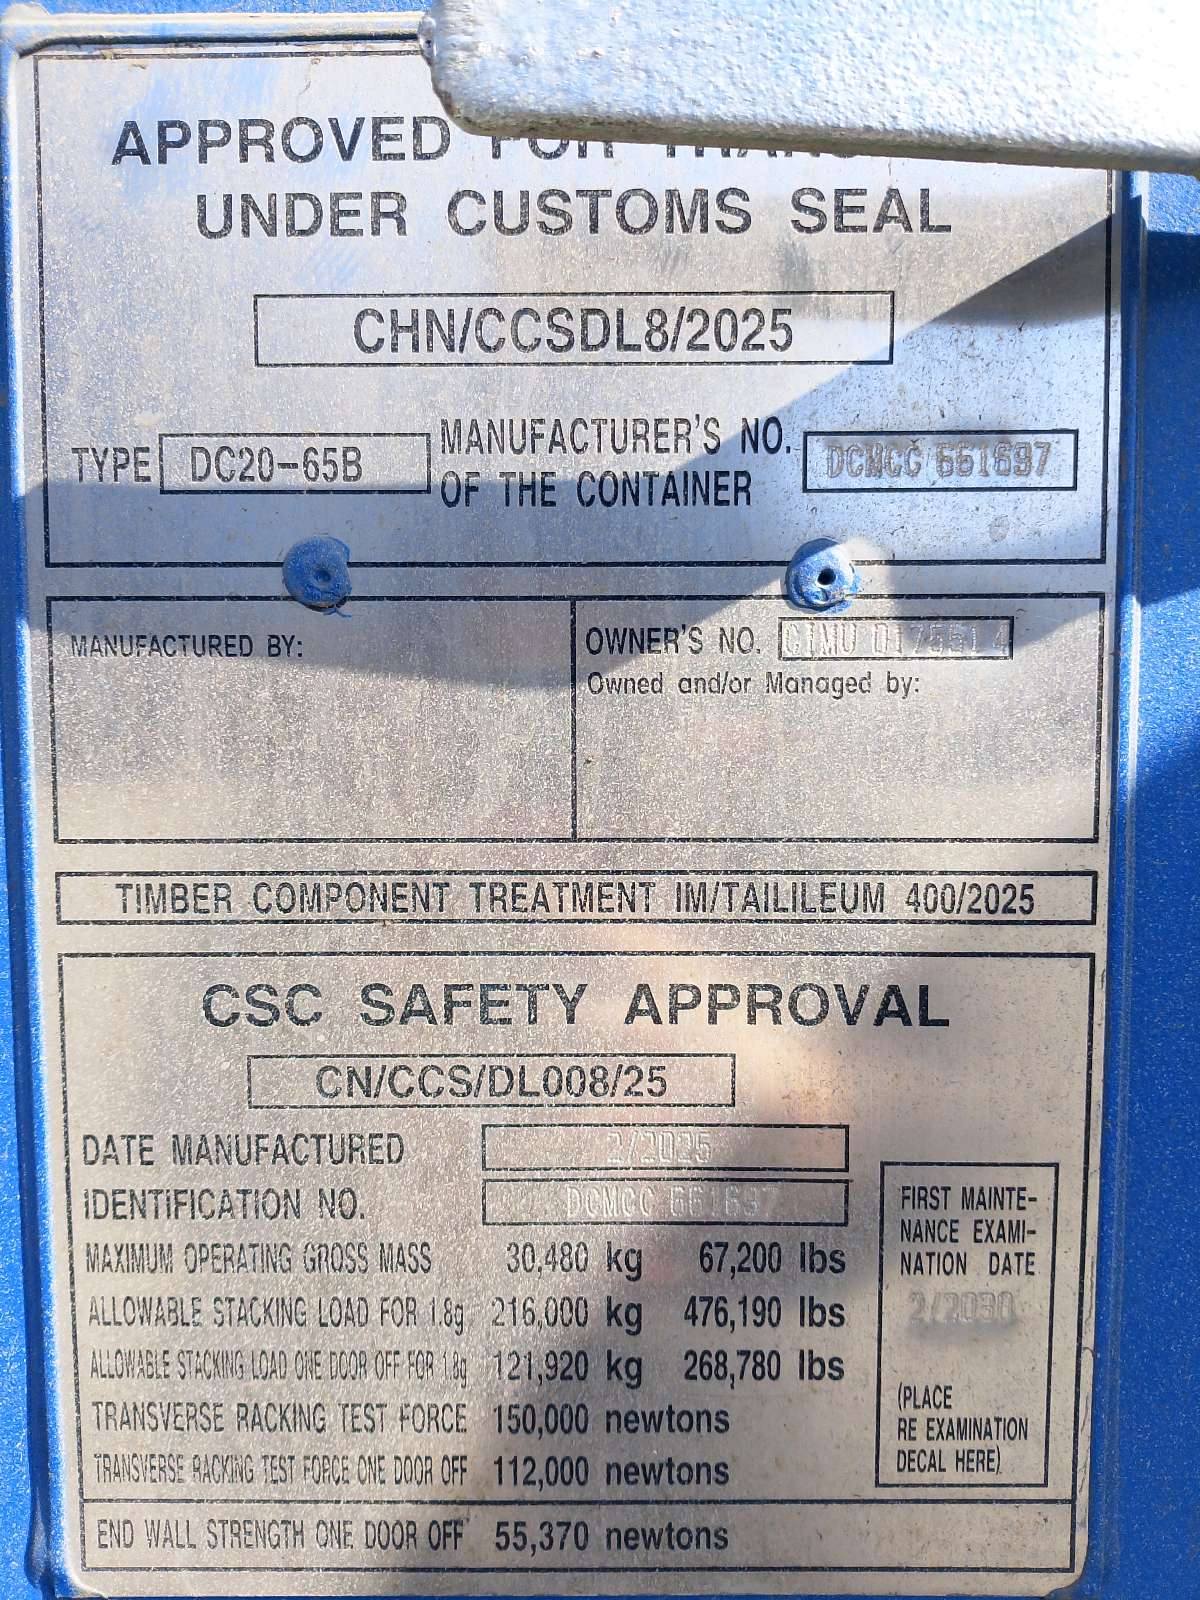 APPROVED FOR TRANS
UNDER CUSTOMS SEAL
CHN/CCSDL8/2025
TYPE DC20-65B MANUFACTURER'S NO. OF THE CONTAINER DCMCC 661697
MANUFACTURED BY:
OWNER'S NO. CIMU 0175514
Owned and/or Managed by:
TIMBER COMPONENT TREATMENT IM/TAILILEUM 400/2025
CSC SAFETY APPROVAL
CN/CCS/DL008/25
DATE MANUFACTURED 2/2025
IDENTIFICATION NO. DCMCC 661697
MAXIMUM OPERATING GROSS MASS 30,480 kg 67,200 lbs
ALLOWABLE STACKING LOAD FOR 1.8g 216,000 kg 476,190 lbs
ALLOWABLE STACKING LOAD ONE DOOR OFF FOR 1.8g 121,920 kg 268,780 lbs
TRANSVERSE RACKING TEST FORCE 150,000 newtons
TRANSVERSE RACKING TEST FORCE ONE DOOR OFF 112,000 newtons
END WALL STRENGTH ONE DOOR OFF 55,370 newtons
FIRST MAINTE-
NANCE EXAMI-
NATION DATE
2/2030
(PLACE
RE EXAMINATION
DECAL HERE)